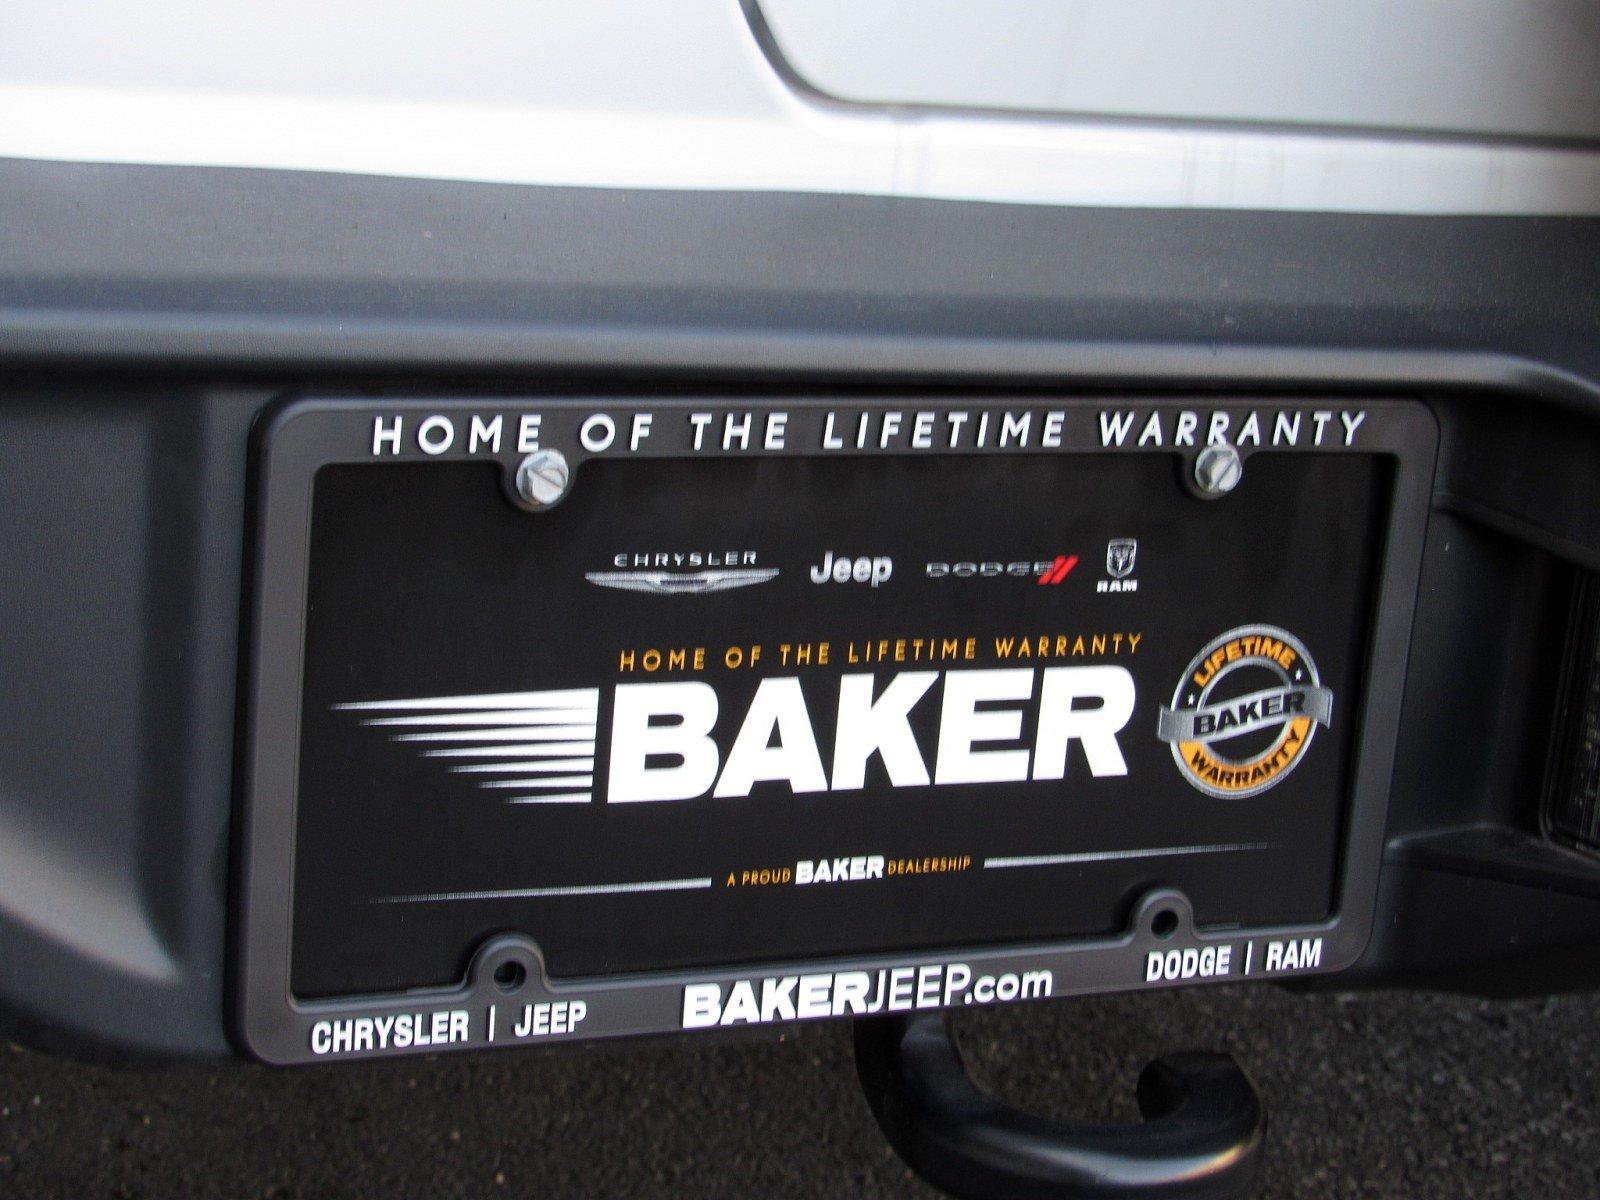 HOME OF THE LIFETIME WARRANTY
CHRYSLER Jeep DODGE RAM
HOME OF THE LIFETIME WARRANTY
BAKER
LIFETIME
BAKER
WARRANTY
A PROUD BAKER DEALERSHIP
CHRYSLER | JEEP BAKERJEEP.com DODGE | RAM